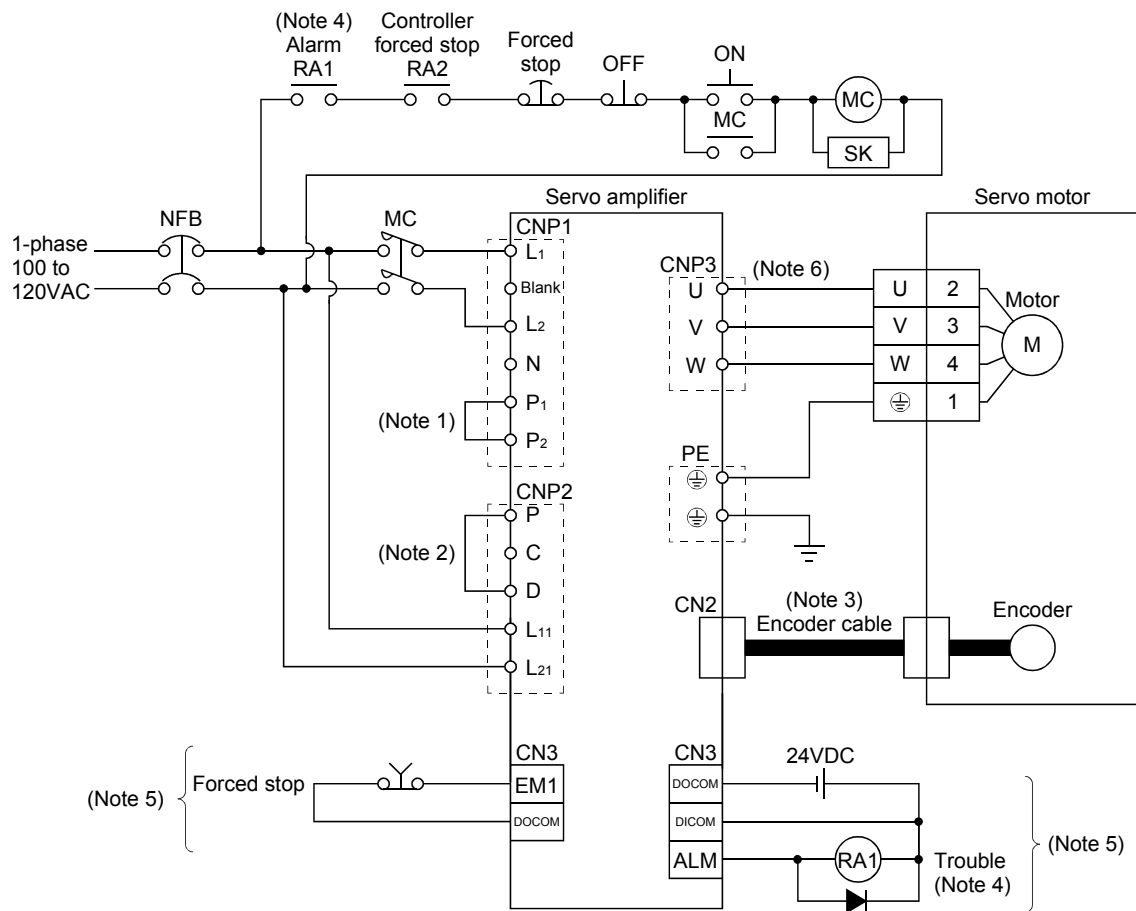 (Note 4)
Alarm
RA1
Controller
forced stop
RA2
Forced
stop
OFF
ON
MC
MC
SK
NFB
MC
1-phase
100 to
120VAC
Servo amplifier
Servo motor
CNP1
L1
Blank
L2
N
P1
P2
(Note 1)
CNP2
P
C
D
L11
L21
(Note 2)
CNP3
U
V
W
(Note 6)
U 2
V 3
W 4
1
Motor
M
PE
CN2
(Note 3)
Encoder cable
Encoder
(Note 5)
Forced stop
CN3
EM1
DOCOM
CN3
DOCOM
DICOM
ALM
24VDC
RA1
Trouble
(Note 4)
(Note 5)